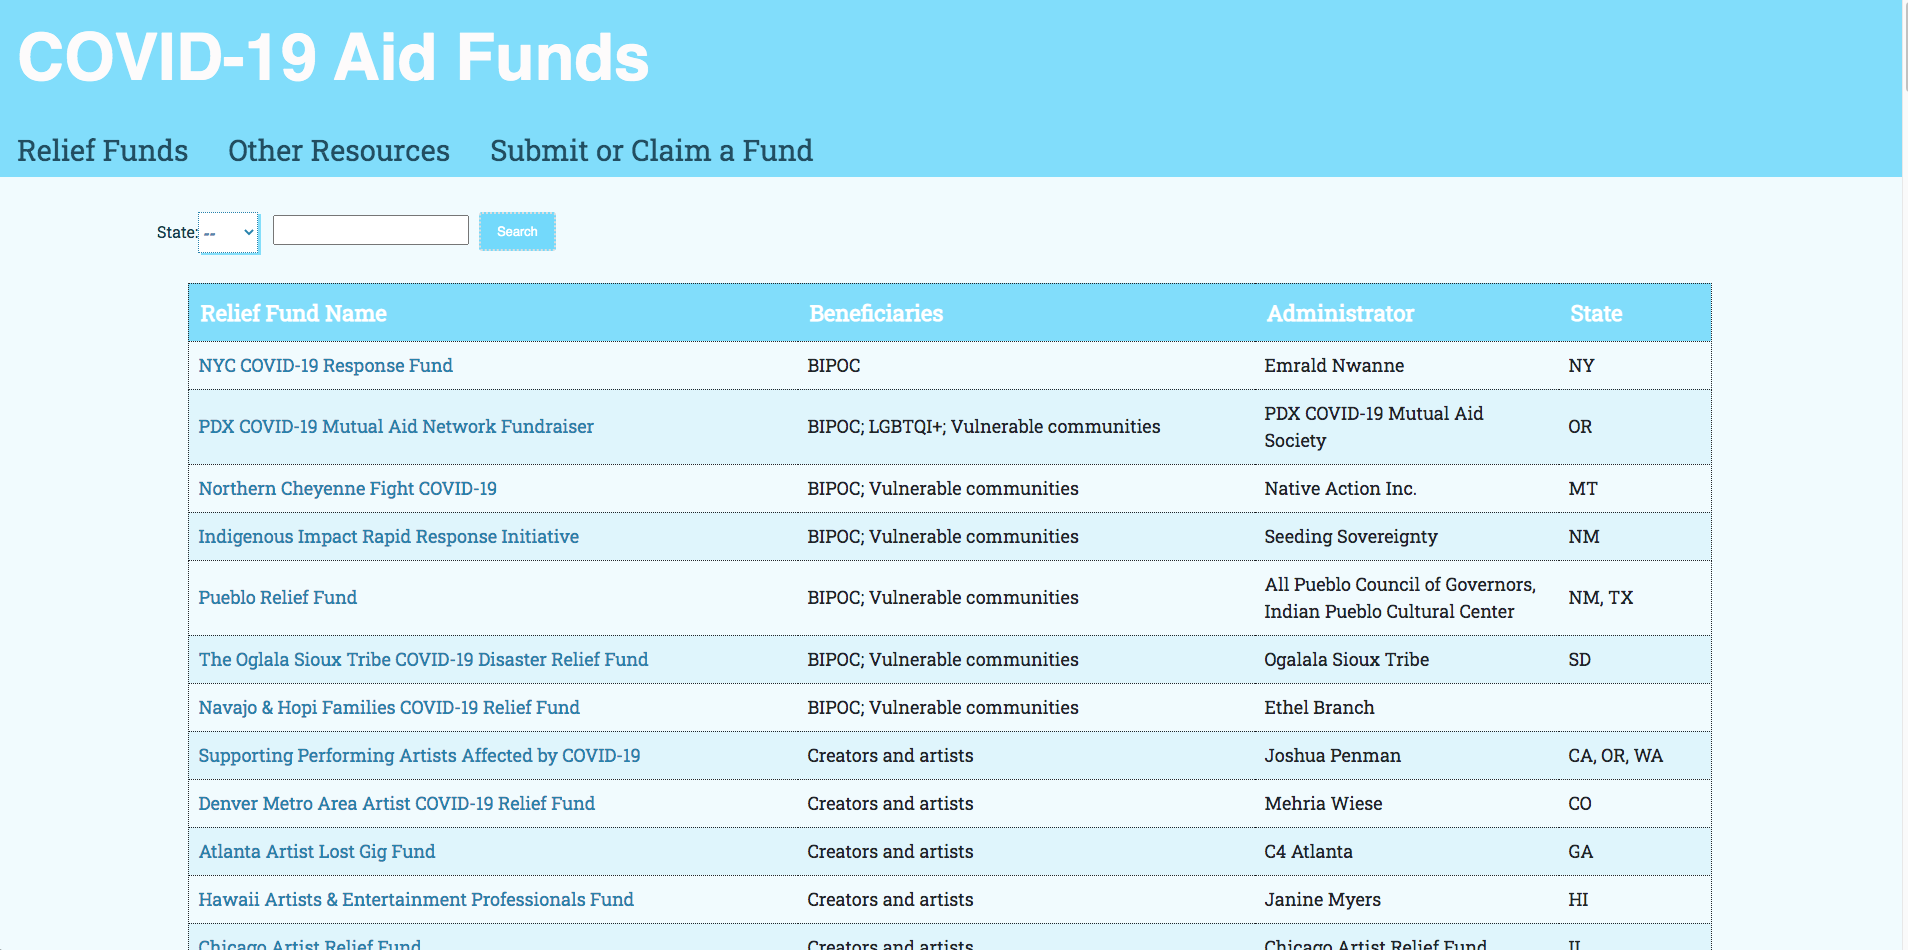 COVID-19 Aid Funds
Relief Funds Other Resources Submit or Claim a Fund
State: -- Search
Relief Fund Name Beneficiaries Administrator State
NYC COVID-19 Response Fund BIPOC Emrald Nwanne NY
PDX COVID-19 Mutual Aid Network Fundraiser BIPOC; LGBTQI+; Vulnerable communities PDX COVID-19 Mutual Aid Society OR
Northern Cheyenne Fight COVID-19 BIPOC; Vulnerable communities Native Action Inc. MT
Indigenous Impact Rapid Response Initiative BIPOC; Vulnerable communities Seeding Sovereignty NM
Pueblo Relief Fund BIPOC; Vulnerable communities All Pueblo Council of Governors, Indian Pueblo Cultural Center NM, TX
The Oglala Sioux Tribe COVID-19 Disaster Relief Fund BIPOC; Vulnerable communities Ogalala Sioux Tribe SD
Navajo & Hopi Families COVID-19 Relief Fund BIPOC; Vulnerable communities Ethel Branch
Supporting Performing Artists Affected by COVID-19 Creators and artists Joshua Penman CA, OR, WA
Denver Metro Area Artist COVID-19 Relief Fund Creators and artists Mehria Wiese CO
Atlanta Artist Lost Gig Fund Creators and artists C4 Atlanta GA
Hawaii Artists & Entertainment Professionals Fund Creators and artists Janine Myers HI
Chicago Artist Relief Fund Creators and artists Chicago Artist Relief Fund IL